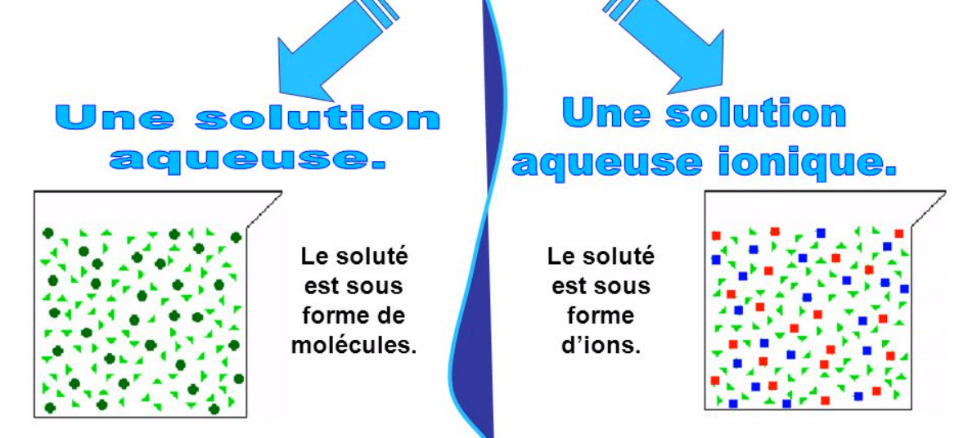 Une solution
aqueuse.
Le soluté
est sous
forme de
molécules.
Une solution
aqueuse ionique.
Le soluté
est sous
forme
d’ions.